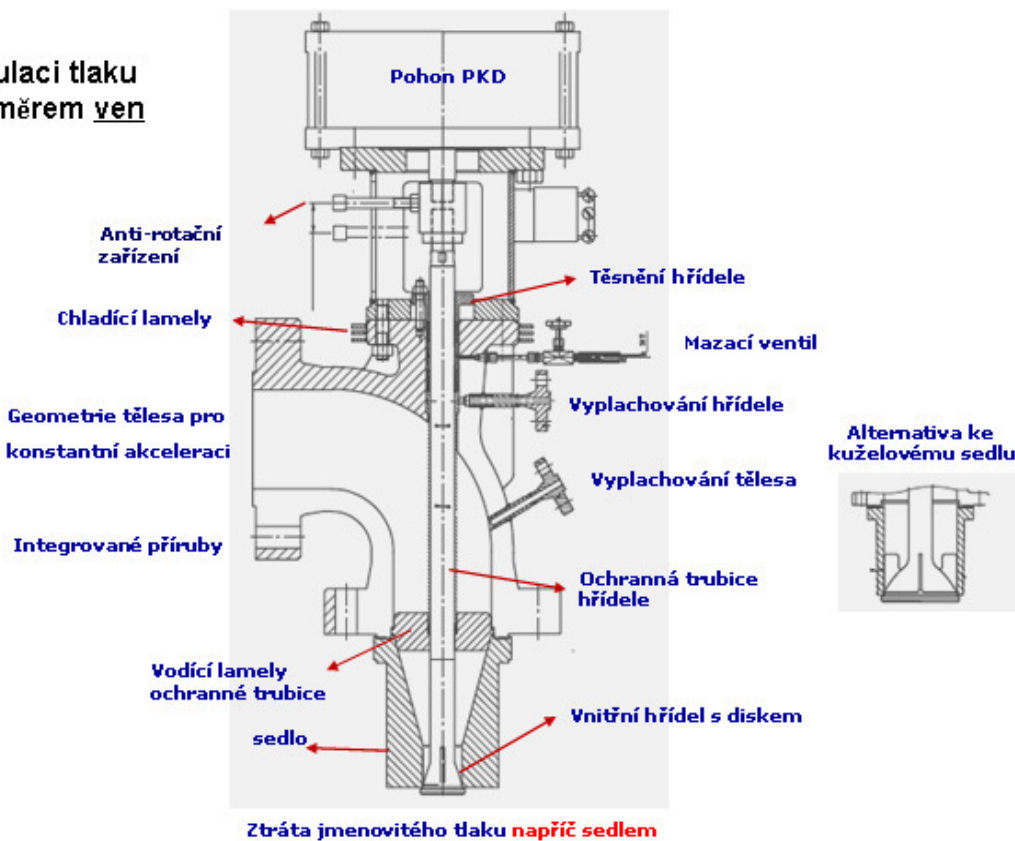 ulaci tlaku
měrem ven
Pohon PKD
Anti-rotační
zařízení
Těsnění hřídele
Chladící lamely
Mazací ventil
Vyplachování hřídele
Geometrie tělesa pro
konstantní akceleraci
Alternativa ke
kuželovému sedlu
Vyplachování tělesa
Integrované příruby
Ochranná trubice
hřídele
Vodící lamely
ochranné trubice
Vnitřní hřídel s diskem
sedlo
Ztráta jmenovitého tlaku napříč sedlem